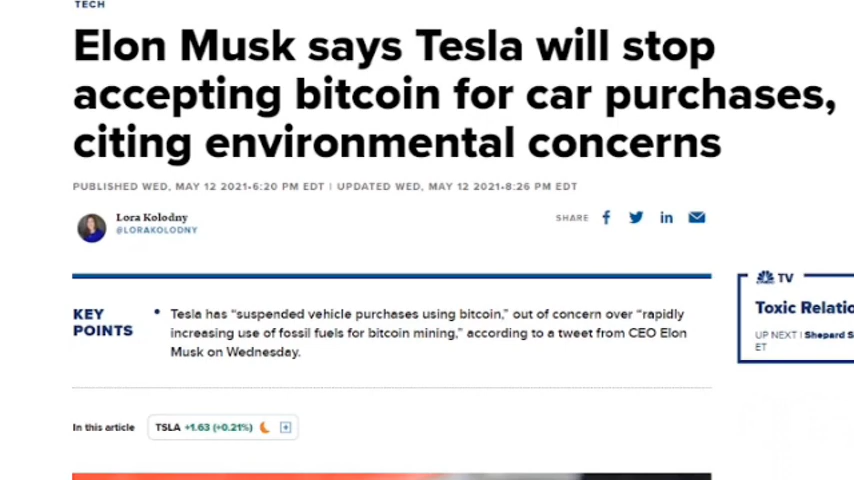 TECH
Elon Musk says Tesla will stop
accepting bitcoin for car purchases,
citing environmental concerns
PUBLISHED WED, MAY 12 2021•6:20 PM EDT | UPDATED WED, MAY 12 2021•8:26 PM EDT
Lora Kolodny
@LORAKOLODNY
SHARE
KEY
POINTS
• Tesla has “suspended vehicle purchases using bitcoin,” out of concern over “rapidly
increasing use of fossil fuels for bitcoin mining,” according to a tweet from CEO Elon
Musk on Wednesday.
TV
Toxic Relatio
UP NEXT | Shepard S
ET
In this article
TSLA +1.63 (+0.21%)